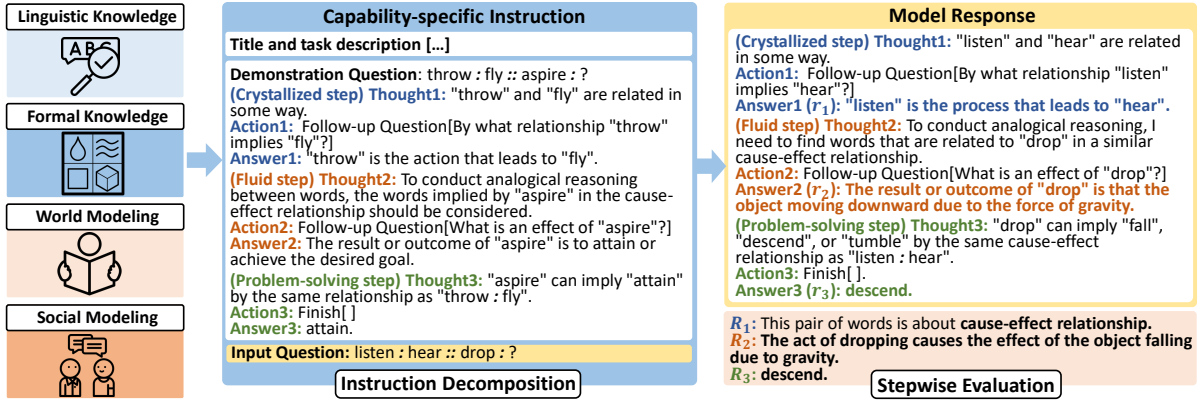 Linguistic Knowledge
ABC
Formal Knowledge
World Modeling
Social Modeling
Capability-specific Instruction
Title and task description […]
Demonstration Question: throw : fly :: aspire : ?
(Crystallized step) Thought1: "throw" and "fly" are related in
some way.
Action1: Follow-up Question[By what relationship "throw"
implies "fly"?]
Answer1: "throw" is the action that leads to "fly".
(Fluid step) Thought2: To conduct analogical reasoning
between words, the words implied by "aspire" in the cause-
effect relationship should be considered.
Action2: Follow-up Question[What is an effect of "aspire"?]
Answer2: The result or outcome of "aspire" is to attain or
achieve the desired goal.
(Problem-solving step) Thought3: "aspire" can imply "attain"
by the same relationship as "throw : fly".
Action3: Finish[ ]
Answer3: attain.
Input Question: listen : hear :: drop : ?
Instruction Decomposition
Model Response
(Crystallized step) Thought1: "listen" and "hear" are related
in some way.
Action1: Follow-up Question[By what relationship "listen"
implies "hear"?]
Answer1 (r₁): "listen" is the process that leads to "hear".
(Fluid step) Thought2: To conduct analogical reasoning, I
need to find words that are related to "drop" in a similar
cause-effect relationship.
Action2: Follow-up Question[What is an effect of "drop"?]
Answer2 (r₂): The result or outcome of "drop" is that the
object moving downward due to the force of gravity.
(Problem-solving step) Thought3: "drop" can imply "fall",
"descend", or "tumble" by the same cause-effect
relationship as "listen : hear".
Action3: Finish[ ].
Answer3 (r₃): descend.
R₁: This pair of words is about cause-effect relationship.
R₂: The act of dropping causes the effect of the object falling
due to gravity.
R₃: descend.
Stepwise Evaluation